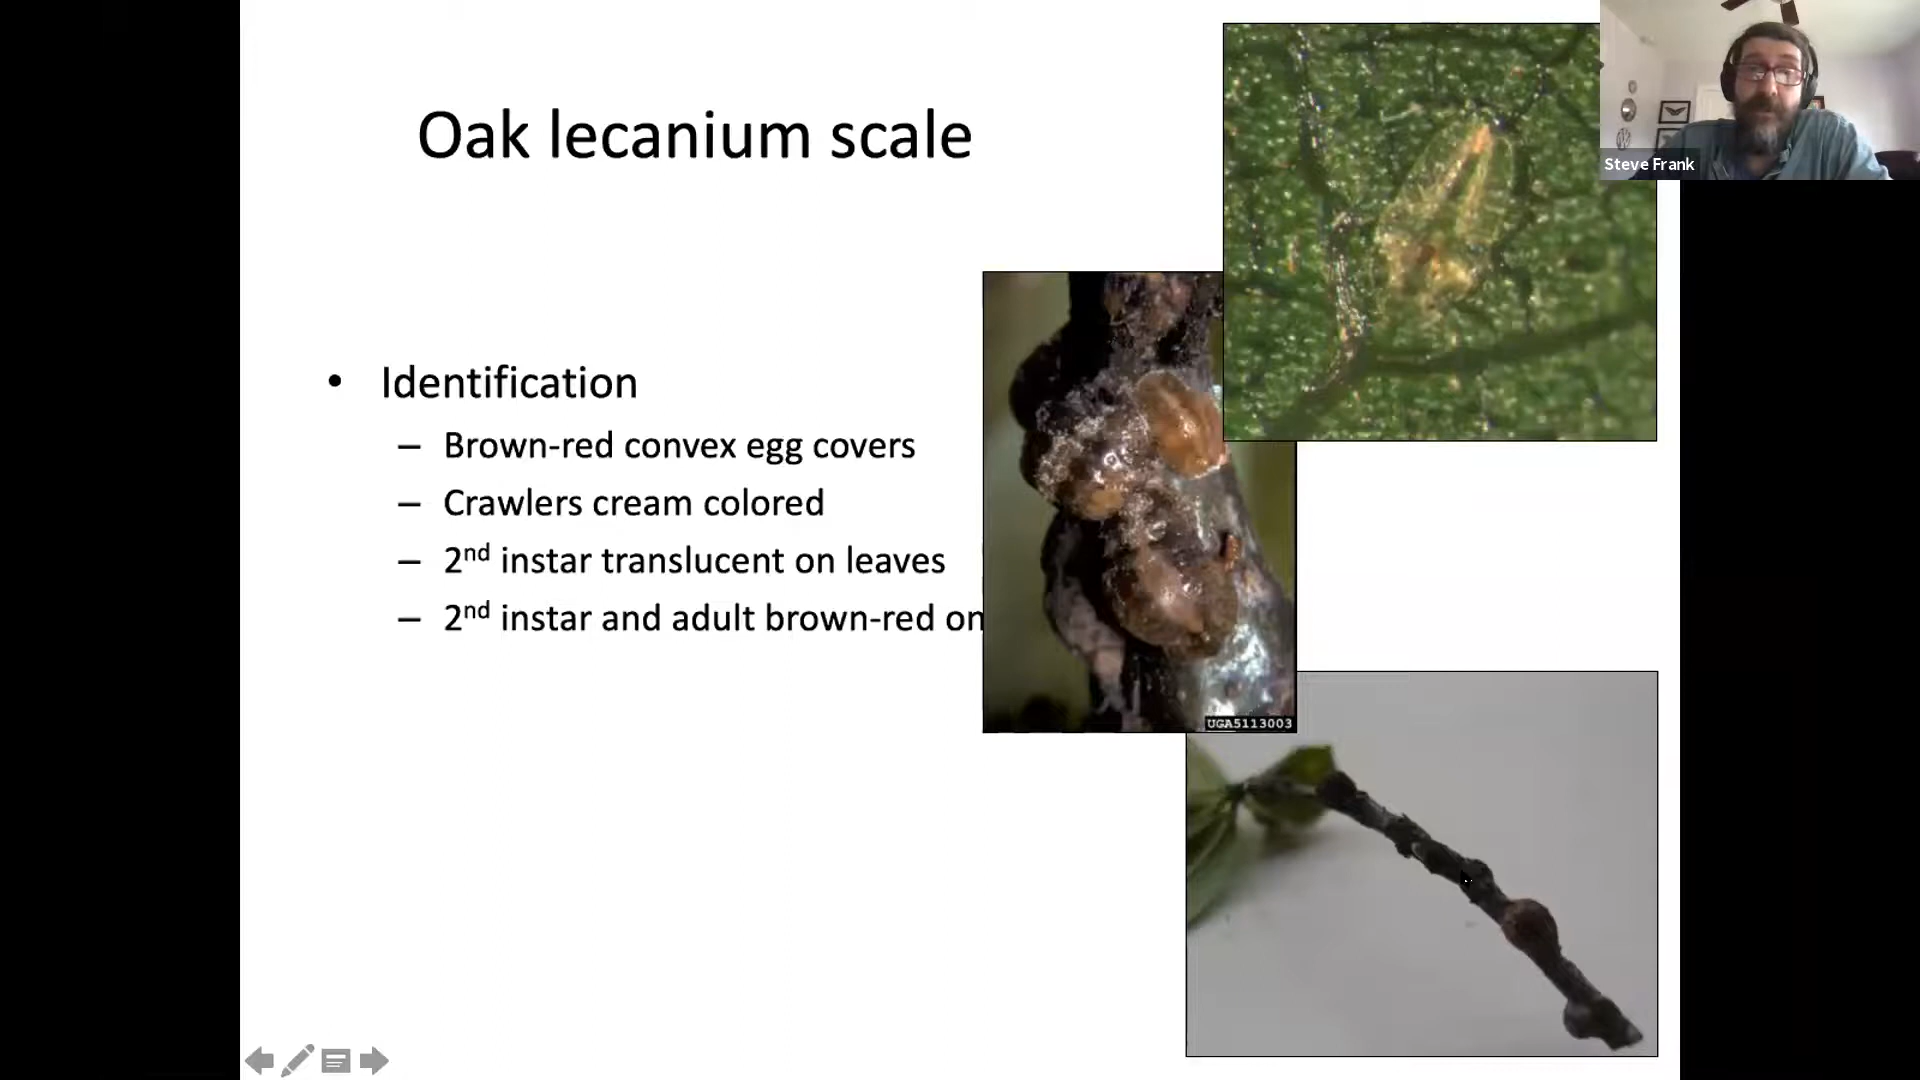 Oak lecanium scale
Steve Frank
• Identification
– Brown-red convex egg covers
– Crawlers cream colored
– 2nd instar translucent on leaves
– 2nd instar and adult brown-red on
UGA5113003